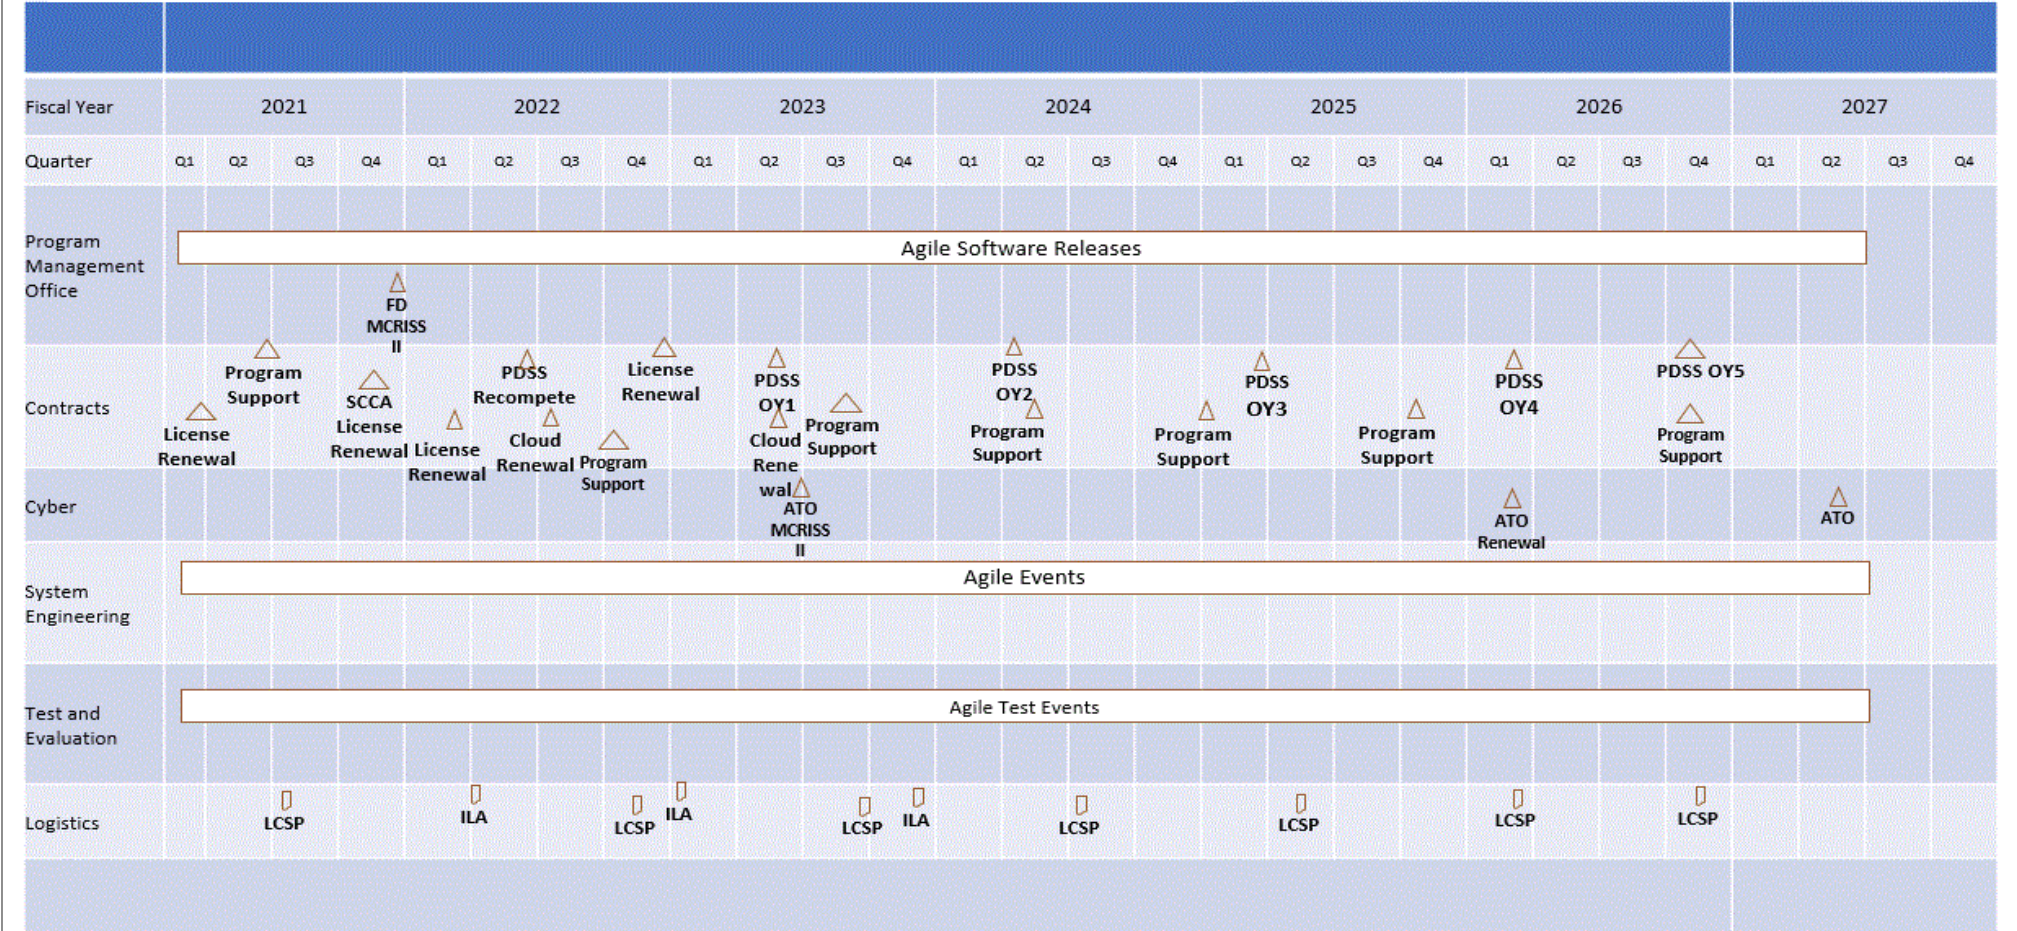 Fiscal Year 2021 2022 2023 2024 2025 2026 2027
Quarter Q1 Q2 Q3 Q4 Q1 Q2 Q3 Q4 Q1 Q2 Q3 Q4 Q1 Q2 Q3 Q4 Q1 Q2 Q3 Q4 Q1 Q2 Q3 Q4 Q1 Q2 Q3 Q4
Program
Management
Office
Agile Software Releases
FD
MCRISS
II
Contracts
License
Renewal
Program
Support
SCCA
License
Renewal
License
Renewal
PDSS
Recompete
Cloud
Renewal
Program
Support
License
Renewal
PDSS
OY1
Cloud
Rene
wal
Program
Support
PDSS
OY2
Program
Support
Program
Support
PDSS
OY3
Program
Support
PDSS
OY4
PDSS OY5
Program
Support
Cyber
ATO
MCRISS
II
ATO
Renewal
ATO
System
Engineering
Agile Events
Test and
Evaluation
Agile Test Events
Logistics
LCSP
ILA
LCSP
ILA
LCSP
ILA
LCSP
LCSP
LCSP
LCSP